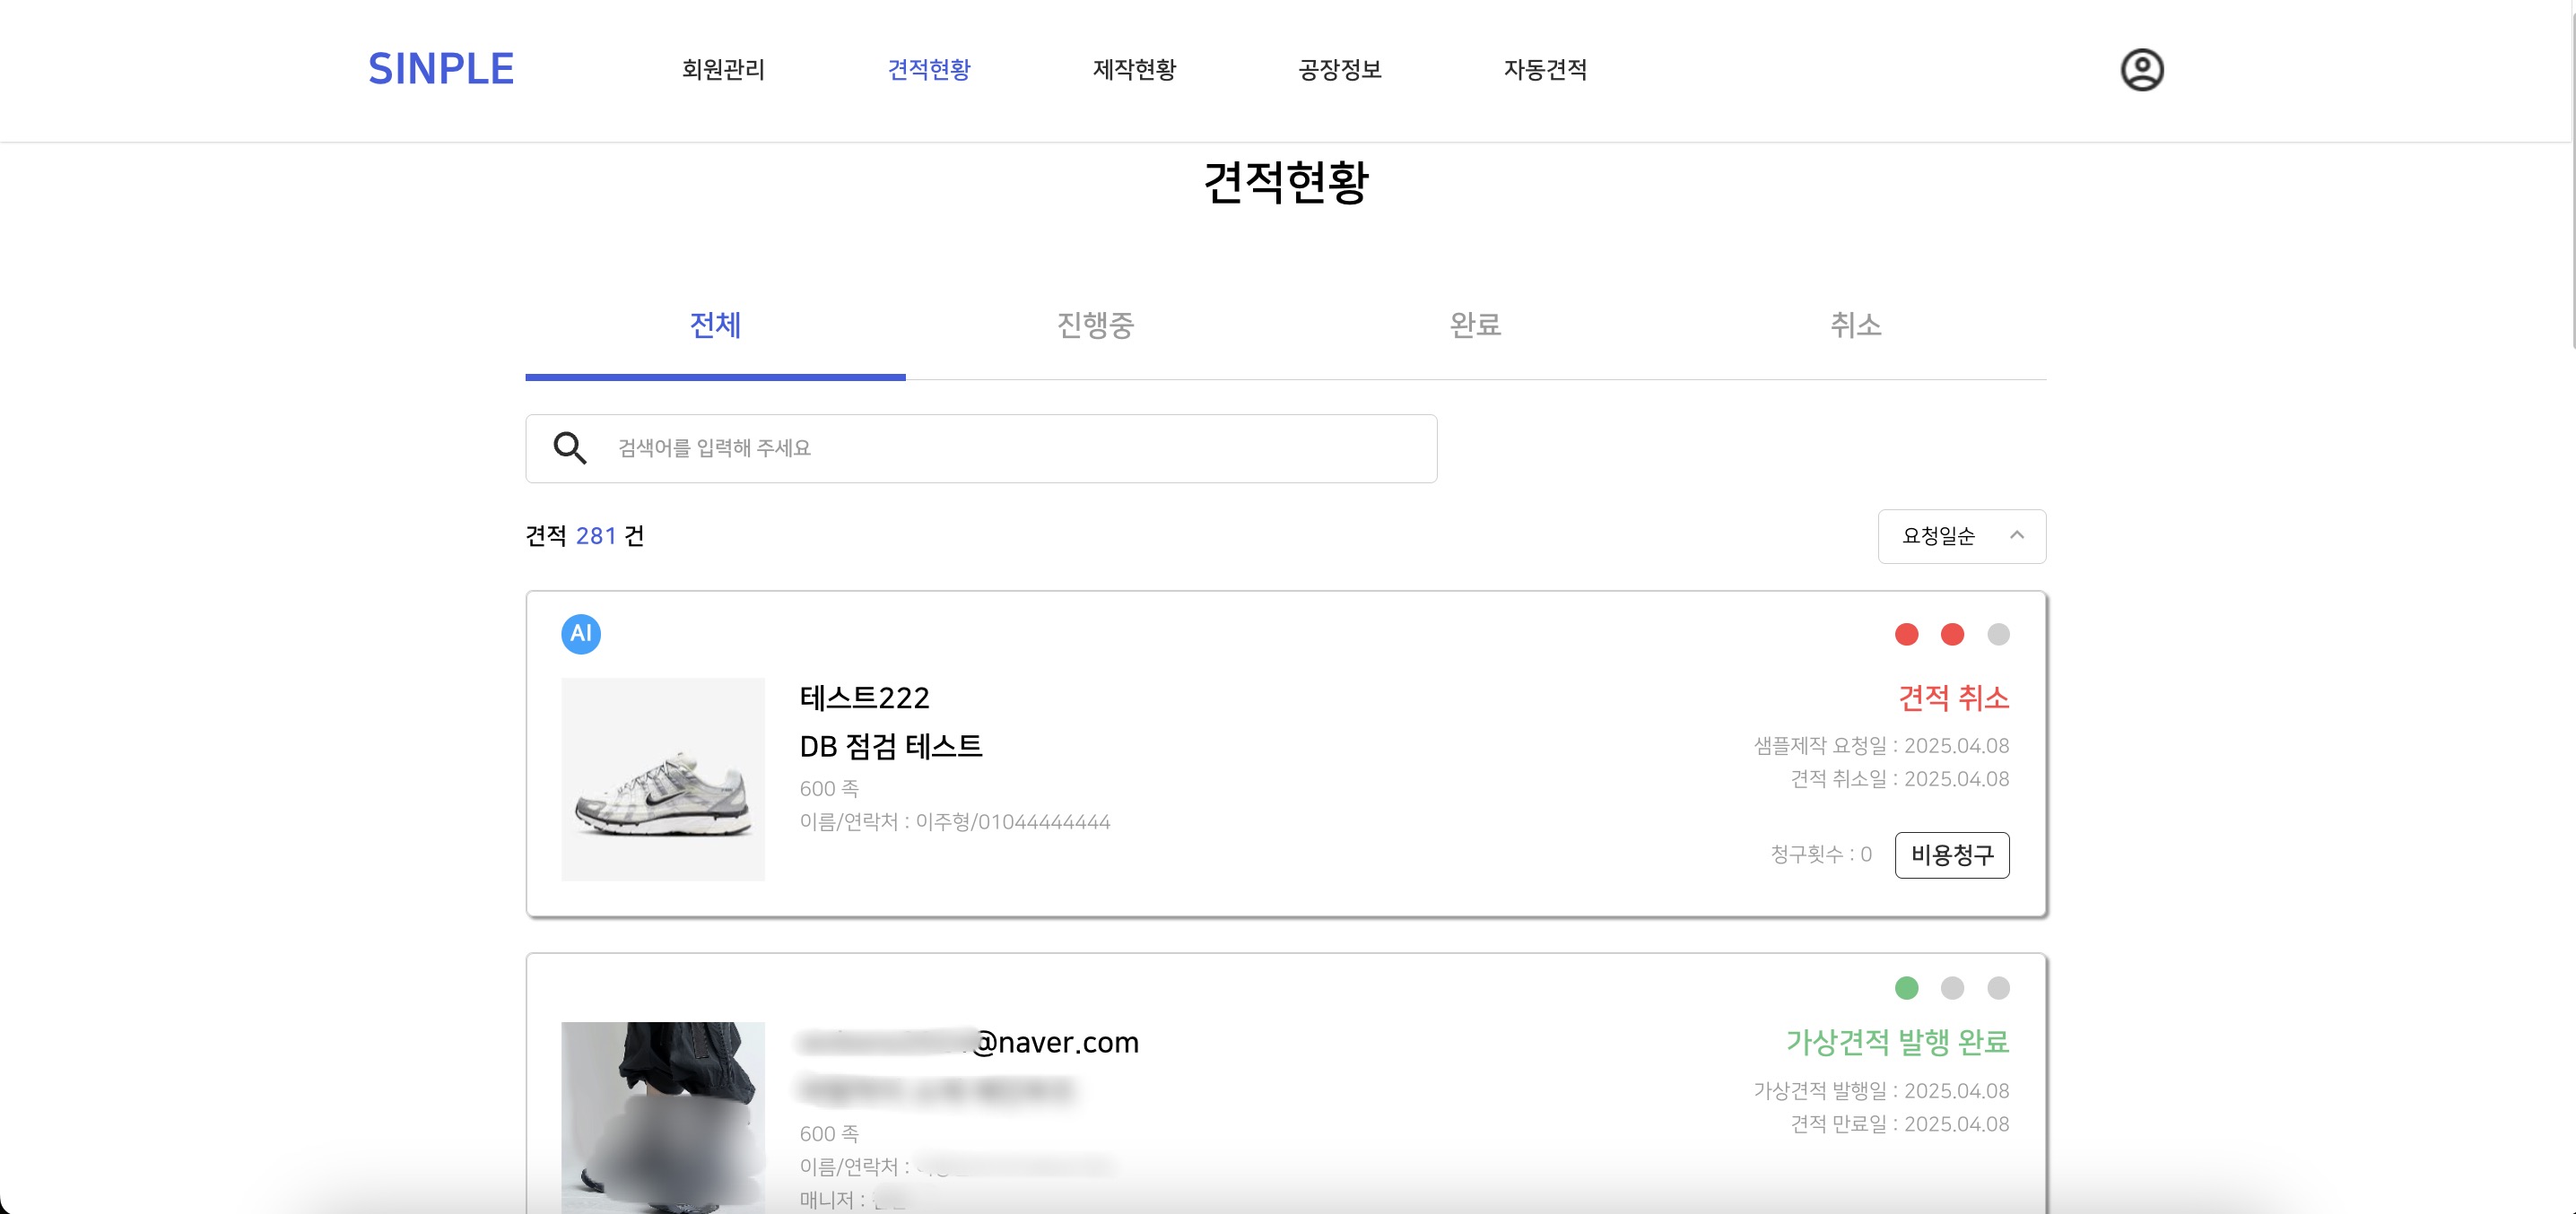 SINPLE 회원관리 견적현황 제작현황 공장정보 자동견적
견적현황
전체 진행중 완료 취소
검색어를 입력해 주세요
견적 281 건
요청일순
AI
테스트222
견적 취소
DB 점검 테스트
샘플제작 요청일 : 2025.04.08
600 족
견적 취소일 : 2025.04.08
이름/연락처 : 이주형/01044444444
청구횟수 : 0
비용청구
@naver.com
가상견적 발행 완료
가상견적 발행일 : 2025.04.08
600 족
견적 만료일 : 2025.04.08
이름/연락처 :
매니저 :